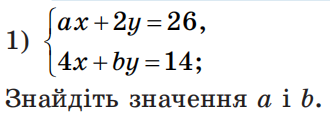 1) { ax + 2y = 26,
4x + by = 14;
Знайдіть значення a і b.